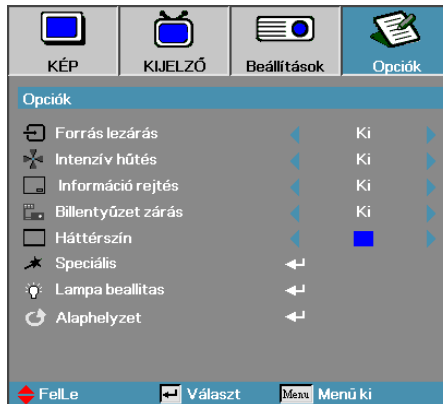 KÉP KIJELZŐ Beállítások Opciók
Opciók
Forrás lezárás Ki
Intenzív hűtés Ki
Információ rejtés Ki
Billentyűzet zárás Ki
Háttérszín
Speciális
Lampa beallitas
Alaphelyzet
FelLe Választ Menu Menü ki